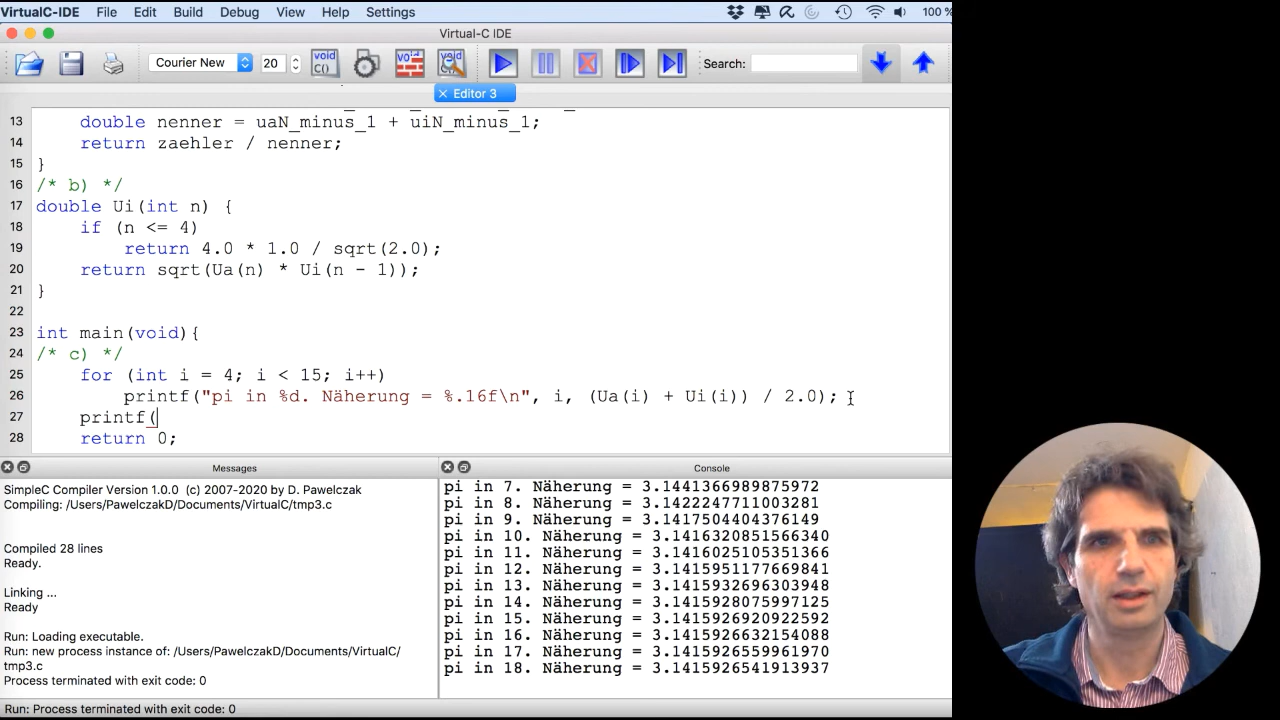 VirtualC-IDE File Edit Build Debug View Help Settings 100 %
Virtual-C IDE
Courier New 20 void C() Search:
× Editor 3
13 double nenner = uaN_minus_1 + uiN_minus_1;
14 return zaehler / nenner;
15 }
16 /* b) */
17 double Ui(int n) {
18 if (n <= 4)
19 return 4.0 * 1.0 / sqrt(2.0);
20 return sqrt(Ua(n) * Ui(n - 1));
21 }
22
23 int main(void){
24 /* c) */
25 for (int i = 4; i < 15; i++)
26 printf("pi in %d. Näherung = %.16f\n", i, (Ua(i) + Ui(i)) / 2.0);
27 printf(
28 return 0;
Messages
SimpleC Compiler Version 1.0.0 (c) 2007-2020 by D. Pawelczak
Compiling: /Users/PawelczakD/Documents/VirtualC/tmp3.c
Compiled 28 lines
Ready.
Linking ...
Ready
Run: Loading executable.
Run: new process instance of: /Users/PawelczakD/Documents/VirtualC/
tmp3.c
Process terminated with exit code: 0
Console
pi in 7. Näherung = 3.1441366989875972
pi in 8. Näherung = 3.1422247711003281
pi in 9. Näherung = 3.1417504404376149
pi in 10. Näherung = 3.1416320851566340
pi in 11. Näherung = 3.1416025105351366
pi in 12. Näherung = 3.1415951177669841
pi in 13. Näherung = 3.1415932696303948
pi in 14. Näherung = 3.1415928075997125
pi in 15. Näherung = 3.1415926920922592
pi in 16. Näherung = 3.1415926632154088
pi in 17. Näherung = 3.1415926559961970
pi in 18. Näherung = 3.1415926541913937
Run: Process terminated with exit code: 0